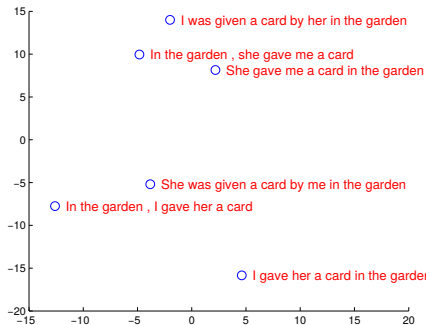 15
I was given a card by her in the garden
10
In the garden , she gave me a card
She gave me a card in the garden
5
0
−5
She was given a card by me in the garden
In the garden , I gave her a card
−10
−15
I gave her a card in the garden
−20
−15 −10 −5 0 5 10 15 20